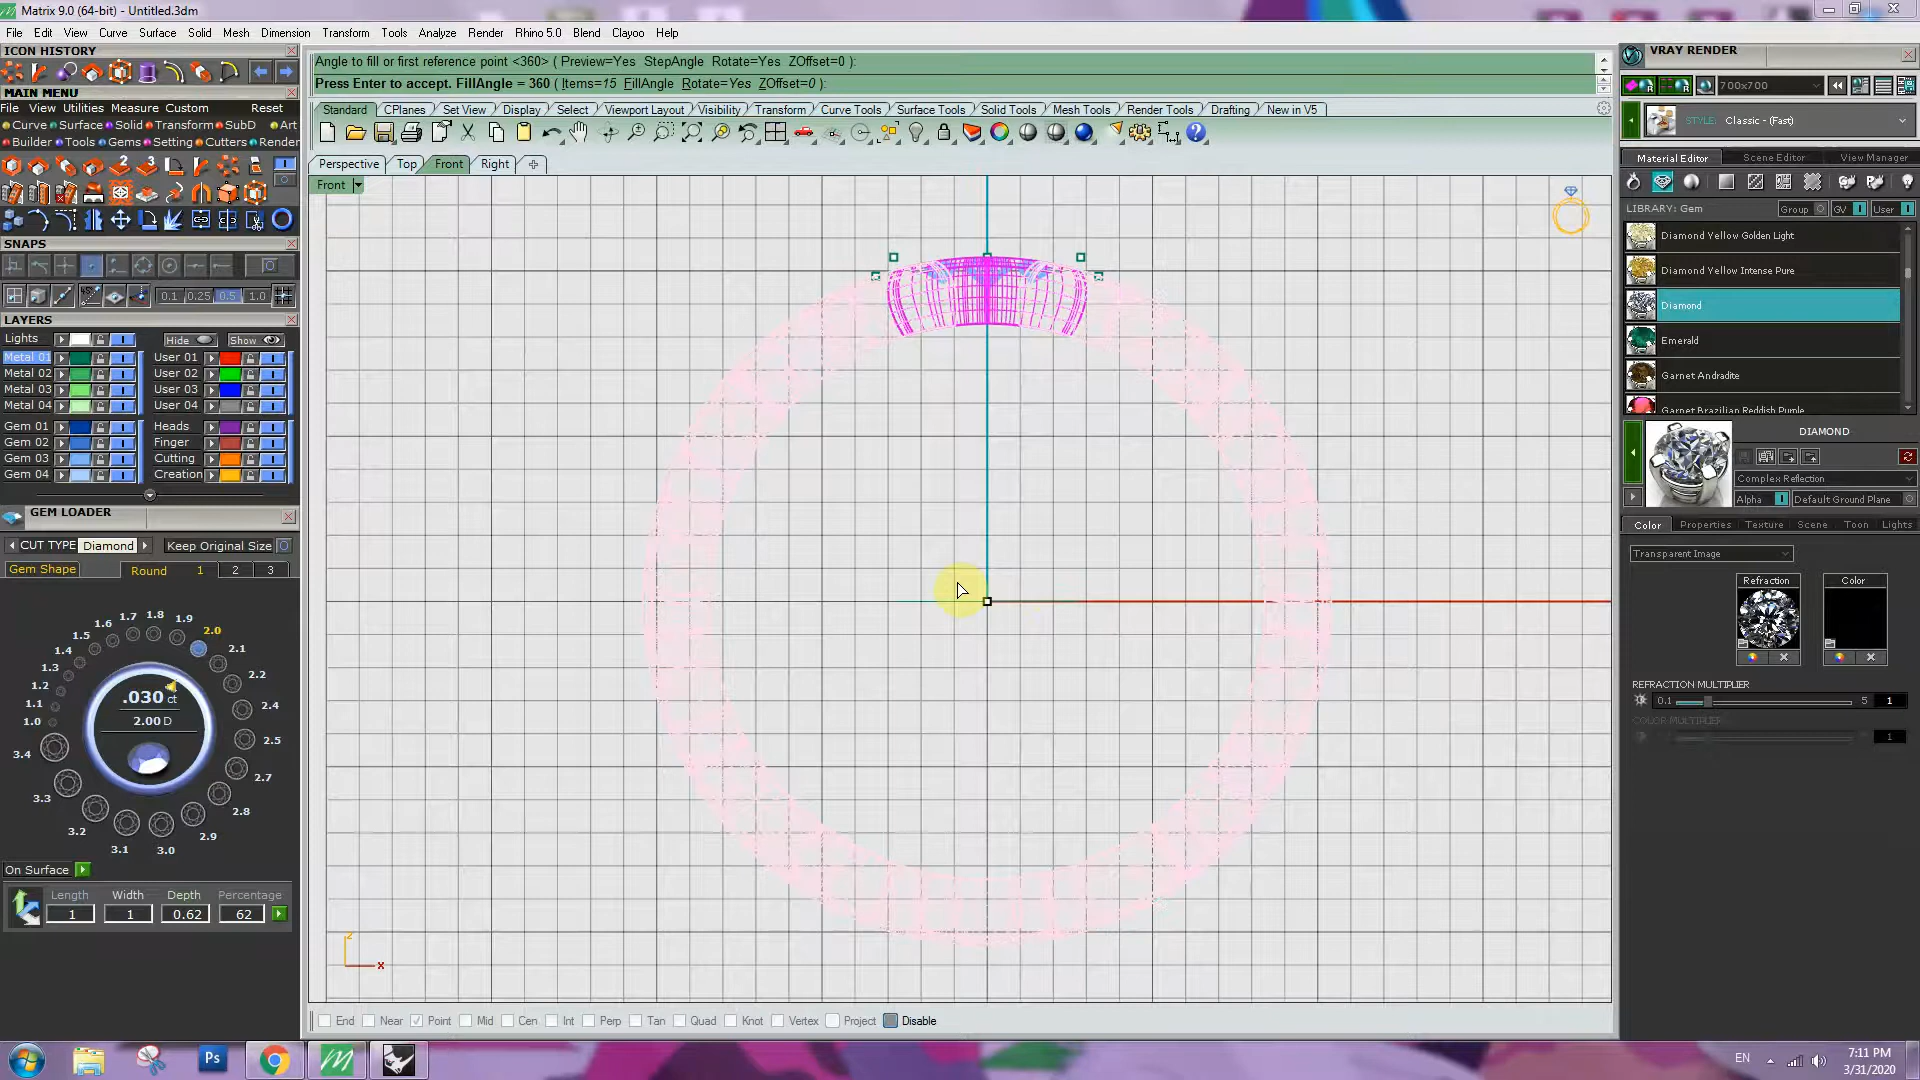 Matrix 9.0 (64-bit) - Untitled.3dm
File Edit View Curve Surface Solid Mesh Dimension Transform Tools Analyze Render Rhino 5.0 Blend Clayoo Help
ICON HISTORY
Angle to fill or first reference point <360> ( Preview=Yes StepAngle Rotate=Yes ZOffset=0 ):
Press Enter to accept. FillAngle = 360 ( Items=15 FillAngle Rotate=Yes ZOffset=0 ):
VRAY RENDER
700x700
MAIN MENU
File View Utilities Measure Custom Reset
Curve Surface Solid Transform SubD Art
Builder Tools Gems Setting Cutters Render
Standard CPlanes Set View Display Select Viewport Layout Visibility Transform Curve Tools Surface Tools Solid Tools Mesh Tools Render Tools Drafting New in V5
STYLE: Classic - (Fast)
Perspective Top Front Right
Front
Material Editor Scene Editor View Manager
LIBRARY: Gem Group GV User
Diamond Yellow Golden Light
Diamond Yellow Intense Pure
Diamond
Emerald
Garnet Andradite
Garnet Brazilian Reddish Purple
SNAPS
0.1 0.25 0.5 1.0
LAYERS
Lights Hide Show
Metal 01 User 01
Metal 02 User 02
Metal 03 User 03
Metal 04 User 04
Gem 01 Heads
Gem 02 Finger
Gem 03 Cutting
Gem 04 Creation
GEM LOADER
CUT TYPE Diamond Keep Original Size
Gem Shape Round 1 2 3
1.0 1.1 1.2 1.3 1.4 1.5 1.6 1.7 1.8 1.9 2.0 2.1 2.2 2.4 2.5 2.7 2.8 2.9 3.0 3.1 3.2 3.3 3.4
.030 ct
2.00 D
On Surface
Length Width Depth Percentage
1 1 0.62 62
z
x
DIAMOND
Complex Reflection
Alpha Default Ground Plane
Color Properties Texture Scene Toon Lights
Transparent Image
Refraction Color
REFRACTION MULTIPLIER
0.1 5 1
COLOR MULTIPLIER
1
End Near Point Mid Cen Int Perp Tan Quad Knot Vertex Project Disable
Ps
EN
7:11 PM
3/31/2020